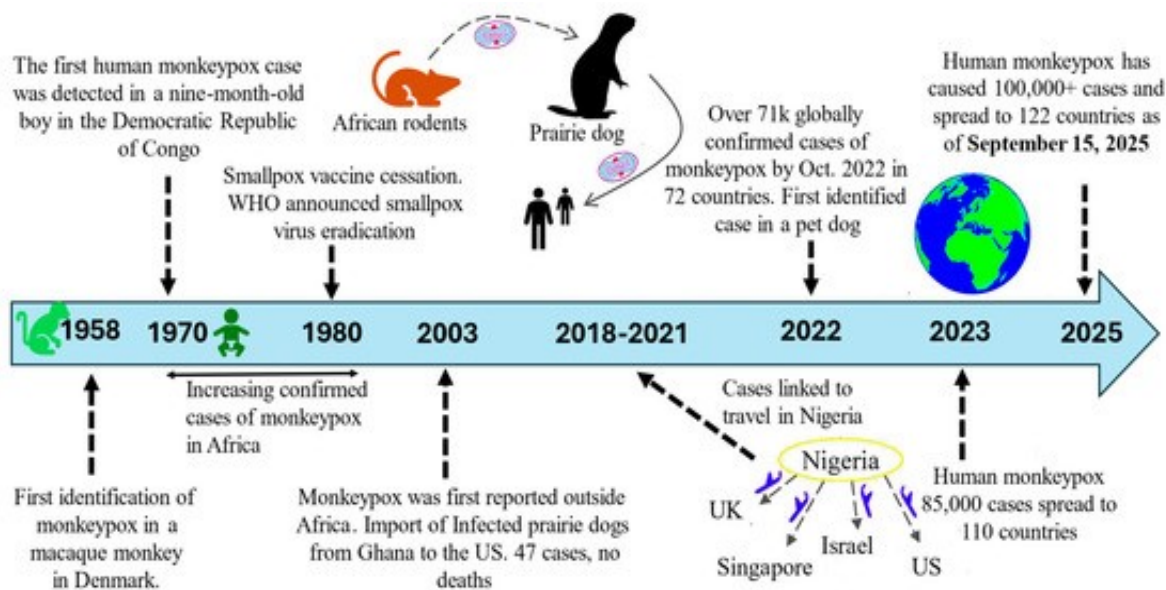 The first human monkeypox case
was detected in a nine-month-old
boy in the Democratic Republic
of Congo
African rodents
Prairie dog
Smallpox vaccine cessation.
WHO announced smallpox
virus eradication
Over 71k globally
confirmed cases of
monkeypox by Oct. 2022 in
72 countries. First identified
case in a pet dog
Human monkeypox has
caused 100,000+ cases and
spread to 122 countries as
of September 15, 2025
1958
1970
1980
2003
2018-2021
2022
2023
2025
Increasing confirmed
cases of monkeypox
in Africa
First identification of
monkeypox in a
macaque monkey
in Denmark.
Monkeypox was first reported outside
Africa. Import of Infected prairie dogs
from Ghana to the US. 47 cases, no
deaths
Cases linked to
travel in Nigeria
Nigeria
UK
Singapore
Israel
US
Human monkeypox
85,000 cases spread to
110 countries